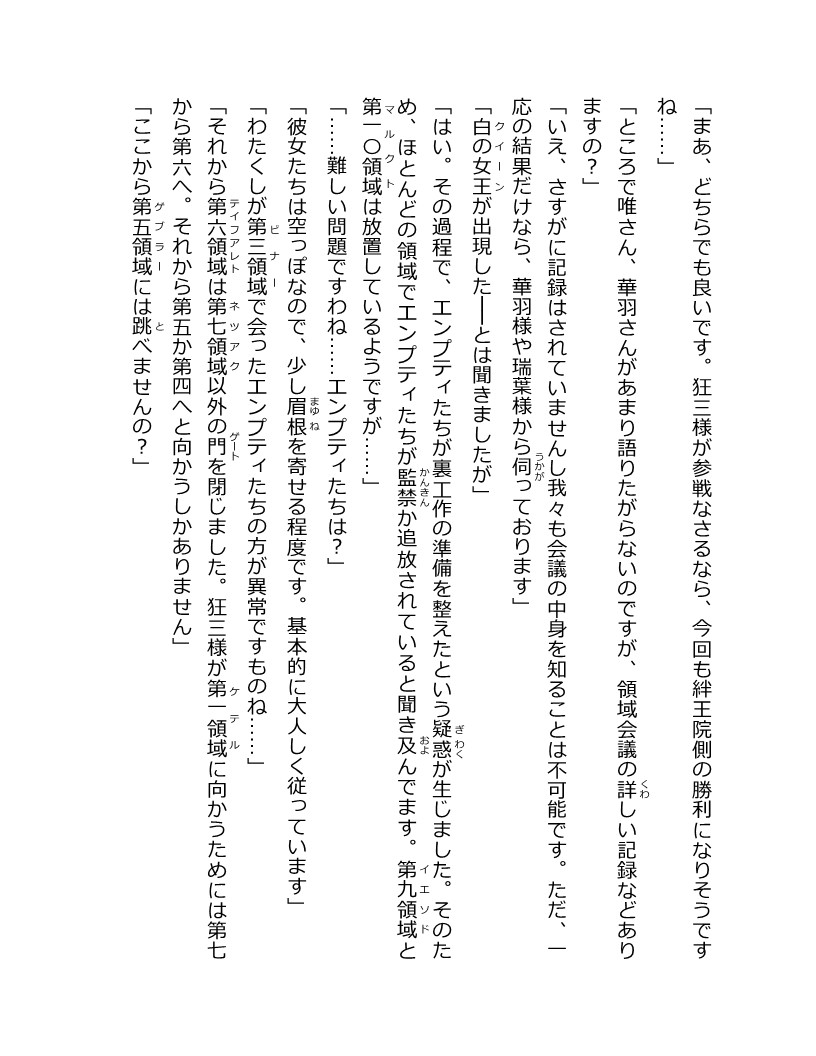 「まあ、どちらでも良いです。狂三様が参戦なさるなら、今回も絆王院側の勝利になりそうです
ね……」
「ところで唯さん、華羽さんがあまり語りたがらないのですが、領域会議の詳しい記録などあり
ますの？」
「いえ、さすがに記録はされていませんし我々も会議の中身を知ることは不可能です。ただ、一
応の結果だけなら、華羽様や瑞葉様から伺っております」
「白の女王が出現した――とは聞きましたが」
「はい。その過程で、エンプティたちが裏工作の準備を整えたという疑惑が生じました。そのた
め、ほとんどの領域でエンプティたちが監禁か追放されていると聞き及んでます。第九領域と
第一〇領域は放置しているようですが……」
「……難しい問題ですわね……エンプティたちは？」
「彼女たちは空っぽなので、少し眉根を寄せる程度です。基本的に大人しく従っています」
「わたくしが第三領域で会ったエンプティたちの方が異常ですものね……」
「それから第六領域は第七領域以外の門を閉じました。狂三様が第一領域に向かうためには第七
から第六へ。それから第五か第四へと向かうしかありません」
「ここから第五領域には跳べませんの？」